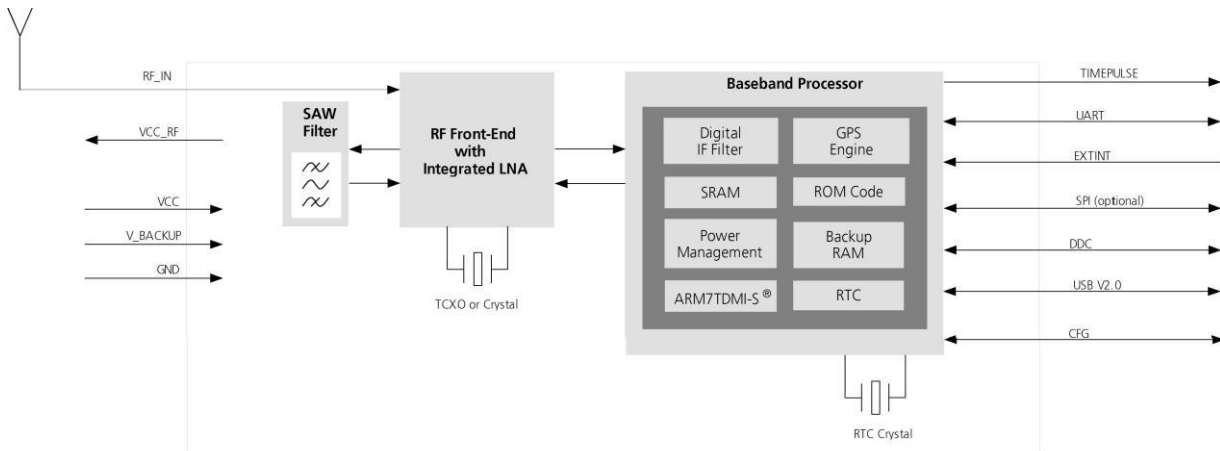 RF_IN
VCC_RF
VCC
V_BACKUP
GND
SAW
Filter
RF Front-End
with
Integrated LNA
TCXO or Crystal
Baseband Processor
Digital
IF Filter
GPS
Engine
SRAM
ROM Code
Power
Management
Backup
RAM
ARM7TDMI-S ®
RTC
RTC Crystal
TIMEPULSE
UART
EXTINT
SPI (optional)
DDC
USB V2.0
CFG